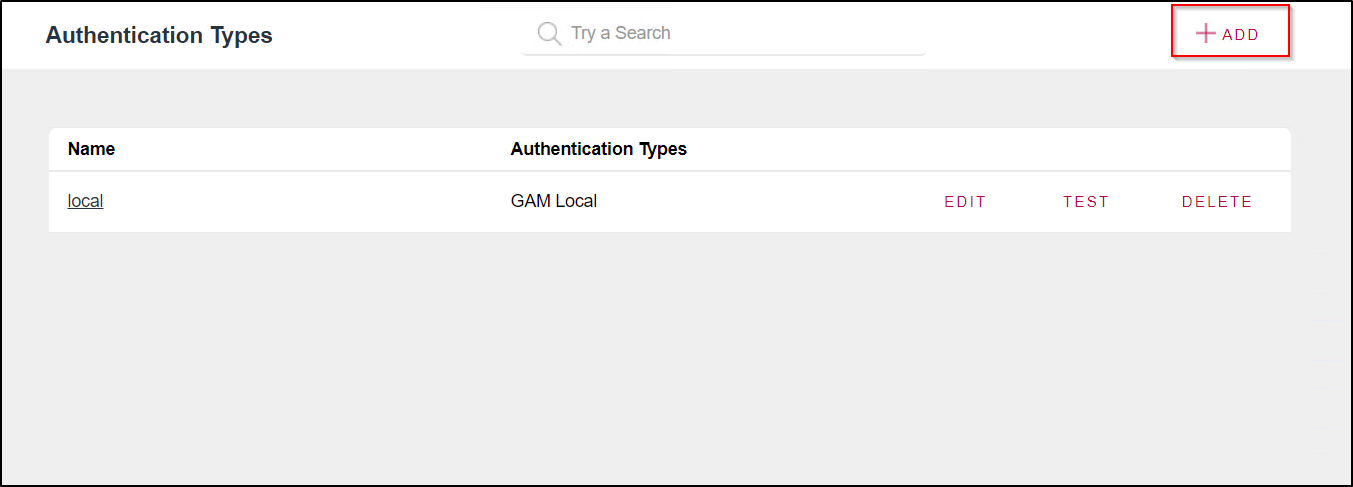 Authentication Types
Try a Search
ADD
Name Authentication Types
local GAM Local EDIT TEST DELETE